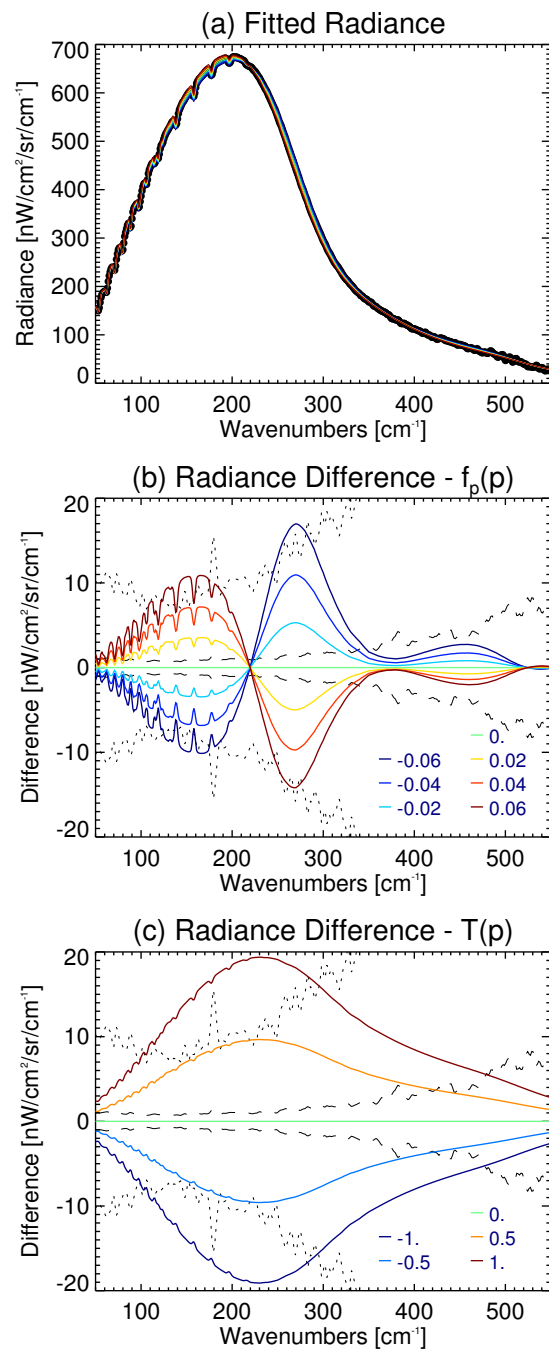 (a) Fitted Radiance
Radiance [nW/cm²/sr/cm⁻¹]
700
600
500
400
300
200
100
0
100 200 300 400 500
Wavenumbers [cm⁻¹]
(b) Radiance Difference - fₚ(p)
Difference [nW/cm²/sr/cm⁻¹]
20
10
0
-10
-20
0.
-0.06 0.02
-0.04 0.04
-0.02 0.06
100 200 300 400 500
Wavenumbers [cm⁻¹]
(c) Radiance Difference - T(p)
Difference [nW/cm²/sr/cm⁻¹]
20
10
0
-10
-20
0.
-1. 0.5
-0.5 1.
100 200 300 400 500
Wavenumbers [cm⁻¹]